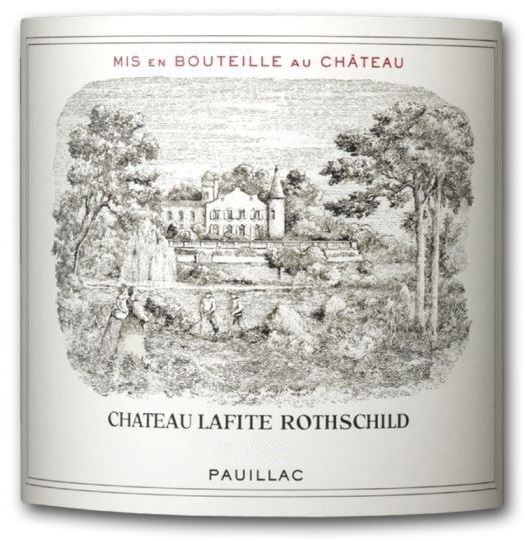 MIS EN BOUTEILLE AU CHÂTEAU
CHATEAU LAFITE ROTHSCHILD
PAUILLAC